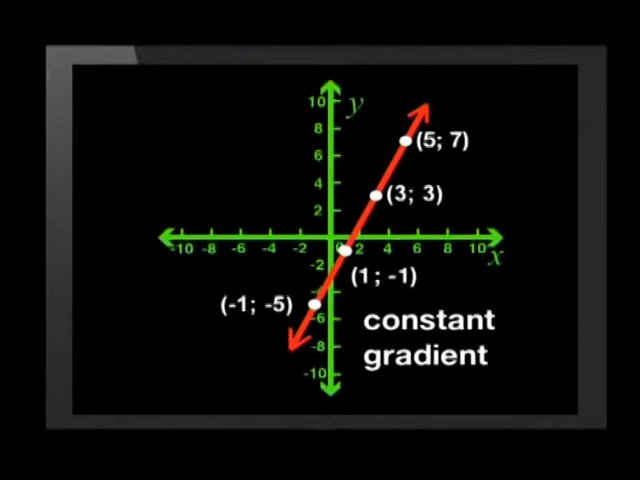 10
y
8
(5; 7)
6
4
(3; 3)
2
-10 -8 -6 -4 -2 0 2 4 6 8 10 x
-2
(1 ; -1)
(-1; -5)
-6
constant
-8
gradient
-10